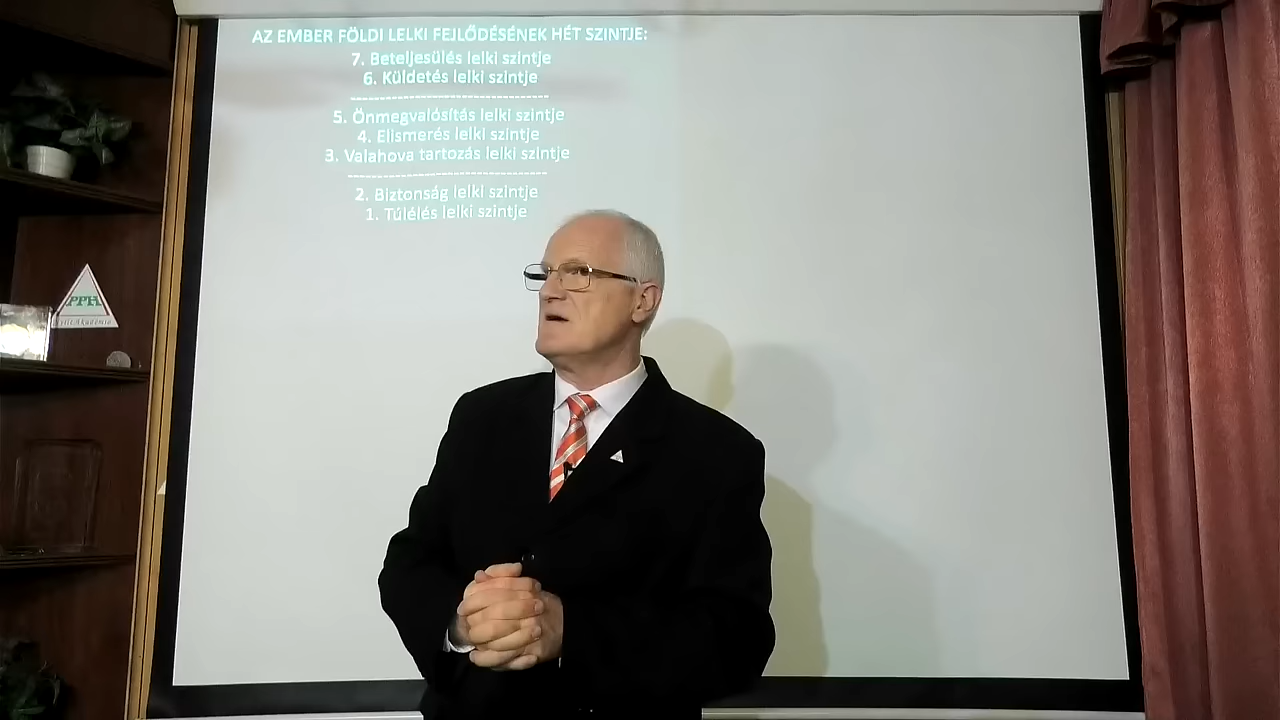 AZ EMBER FÖLDI LELKI FEJLŐDÉSÉNEK HÉT SZINTJE:
7. Beteljesülés lelki szintje
6. Küldetés lelki szintje
---------------------------------
5. Önmegvalósítás lelki szintje
4. Elismerés lelki szintje
3. Valahova tartozás lelki szintje
---------------------------------
2. Biztonság lelki szintje
1. Túlélés lelki szintje
PPH
Akadémia